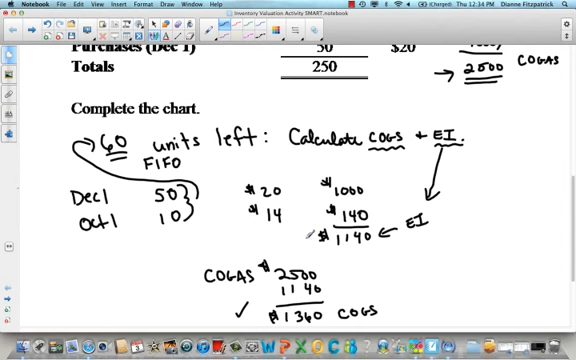 Notebook File Edit View Insert Format Window Help (Charged) Thu 12:34 PM Dianne Fitzpatrick
Inventory Valuation Activity SMART.notebook
Purchases (Dec 1) 50 $20
Totals 250
→ 2500 COGAS
Complete the chart.
60 units left: Calculate COGS + EI.
FIFO
Dec 1 50 $20 $1000
Oct 1 10 $14 $140
$1140 ← EI
COGAS $2500
1140
✓ $1360 COGS